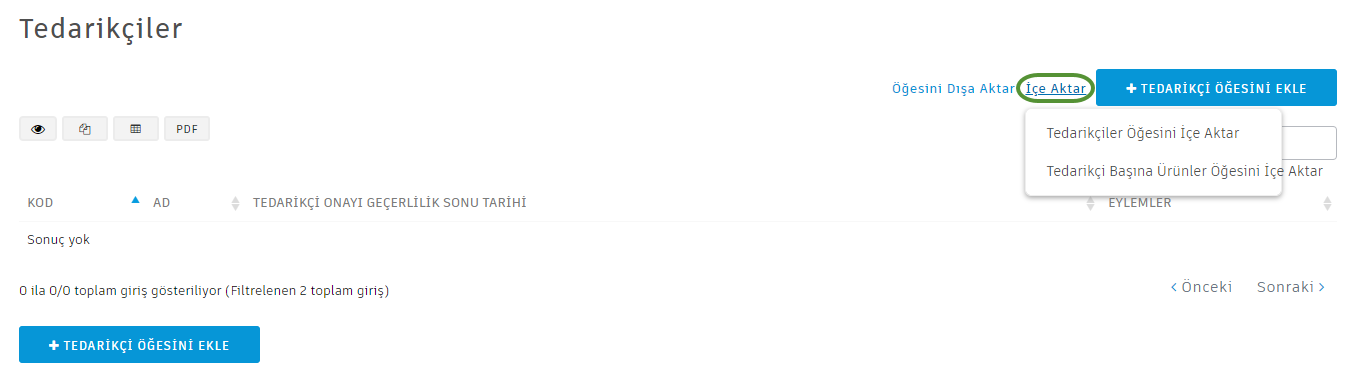 Tedarikçiler
Öğesini Dışa Aktar İçe Aktar TEDARİKÇİ ÖĞESİNİ EKLE
PDF
Tedarikçiler Öğesini İçe Aktar
Tedarikçi Başına Ürünler Öğesini İçe Aktar
KOD AD TEDARİKÇİ ONAYI GEÇERLİLİK SONU TARİHİ EYLEMLER
Sonuç yok
0 ila 0/0 toplam giriş gösteriliyor (Filtrelenen 2 toplam giriş)
Önceki Sonraki
TEDARİKÇİ ÖĞESİNİ EKLE